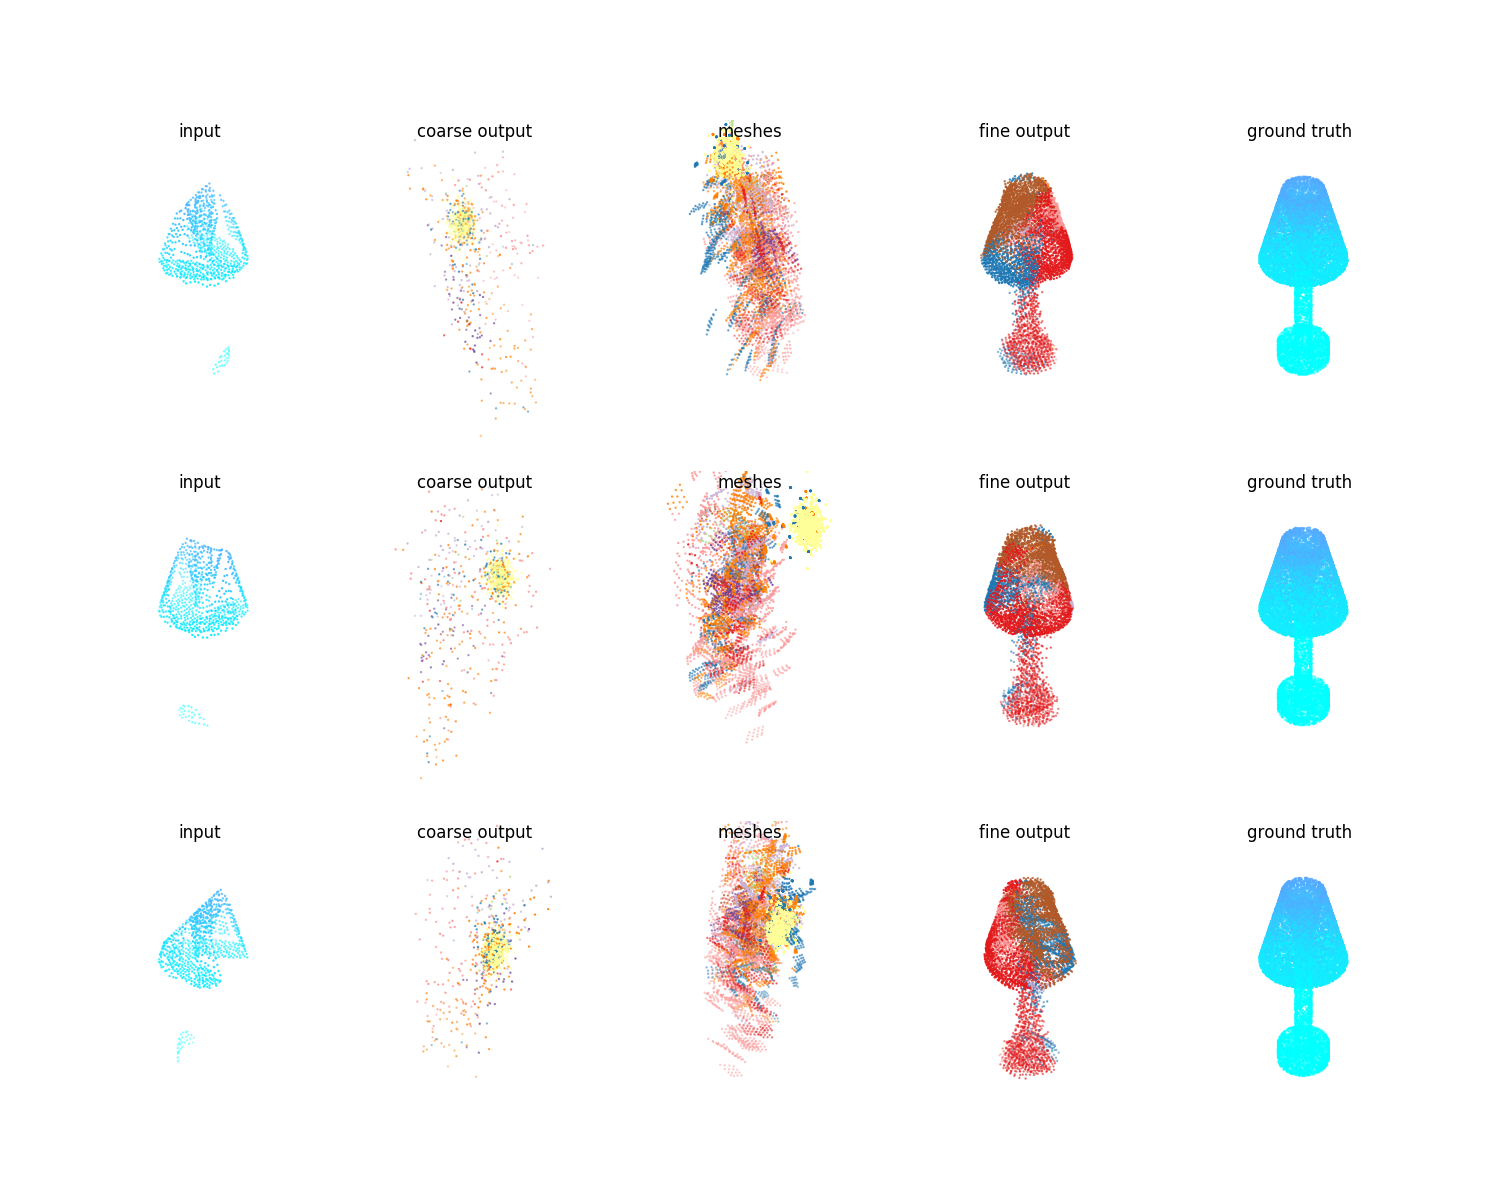 input
coarse output
meshes
fine output
ground truth
input
coarse output
meshes
fine output
ground truth
input
coarse output
meshes
fine output
ground truth